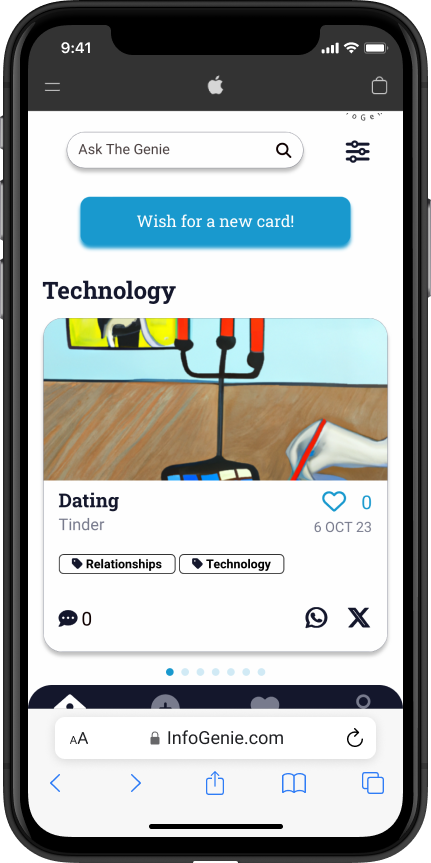 9:41
Ask The Genie
Wish for a new card!
Technology
Dating
0
Tinder
6 OCT 23
Relationships
Technology
0
AA
InfoGenie.com